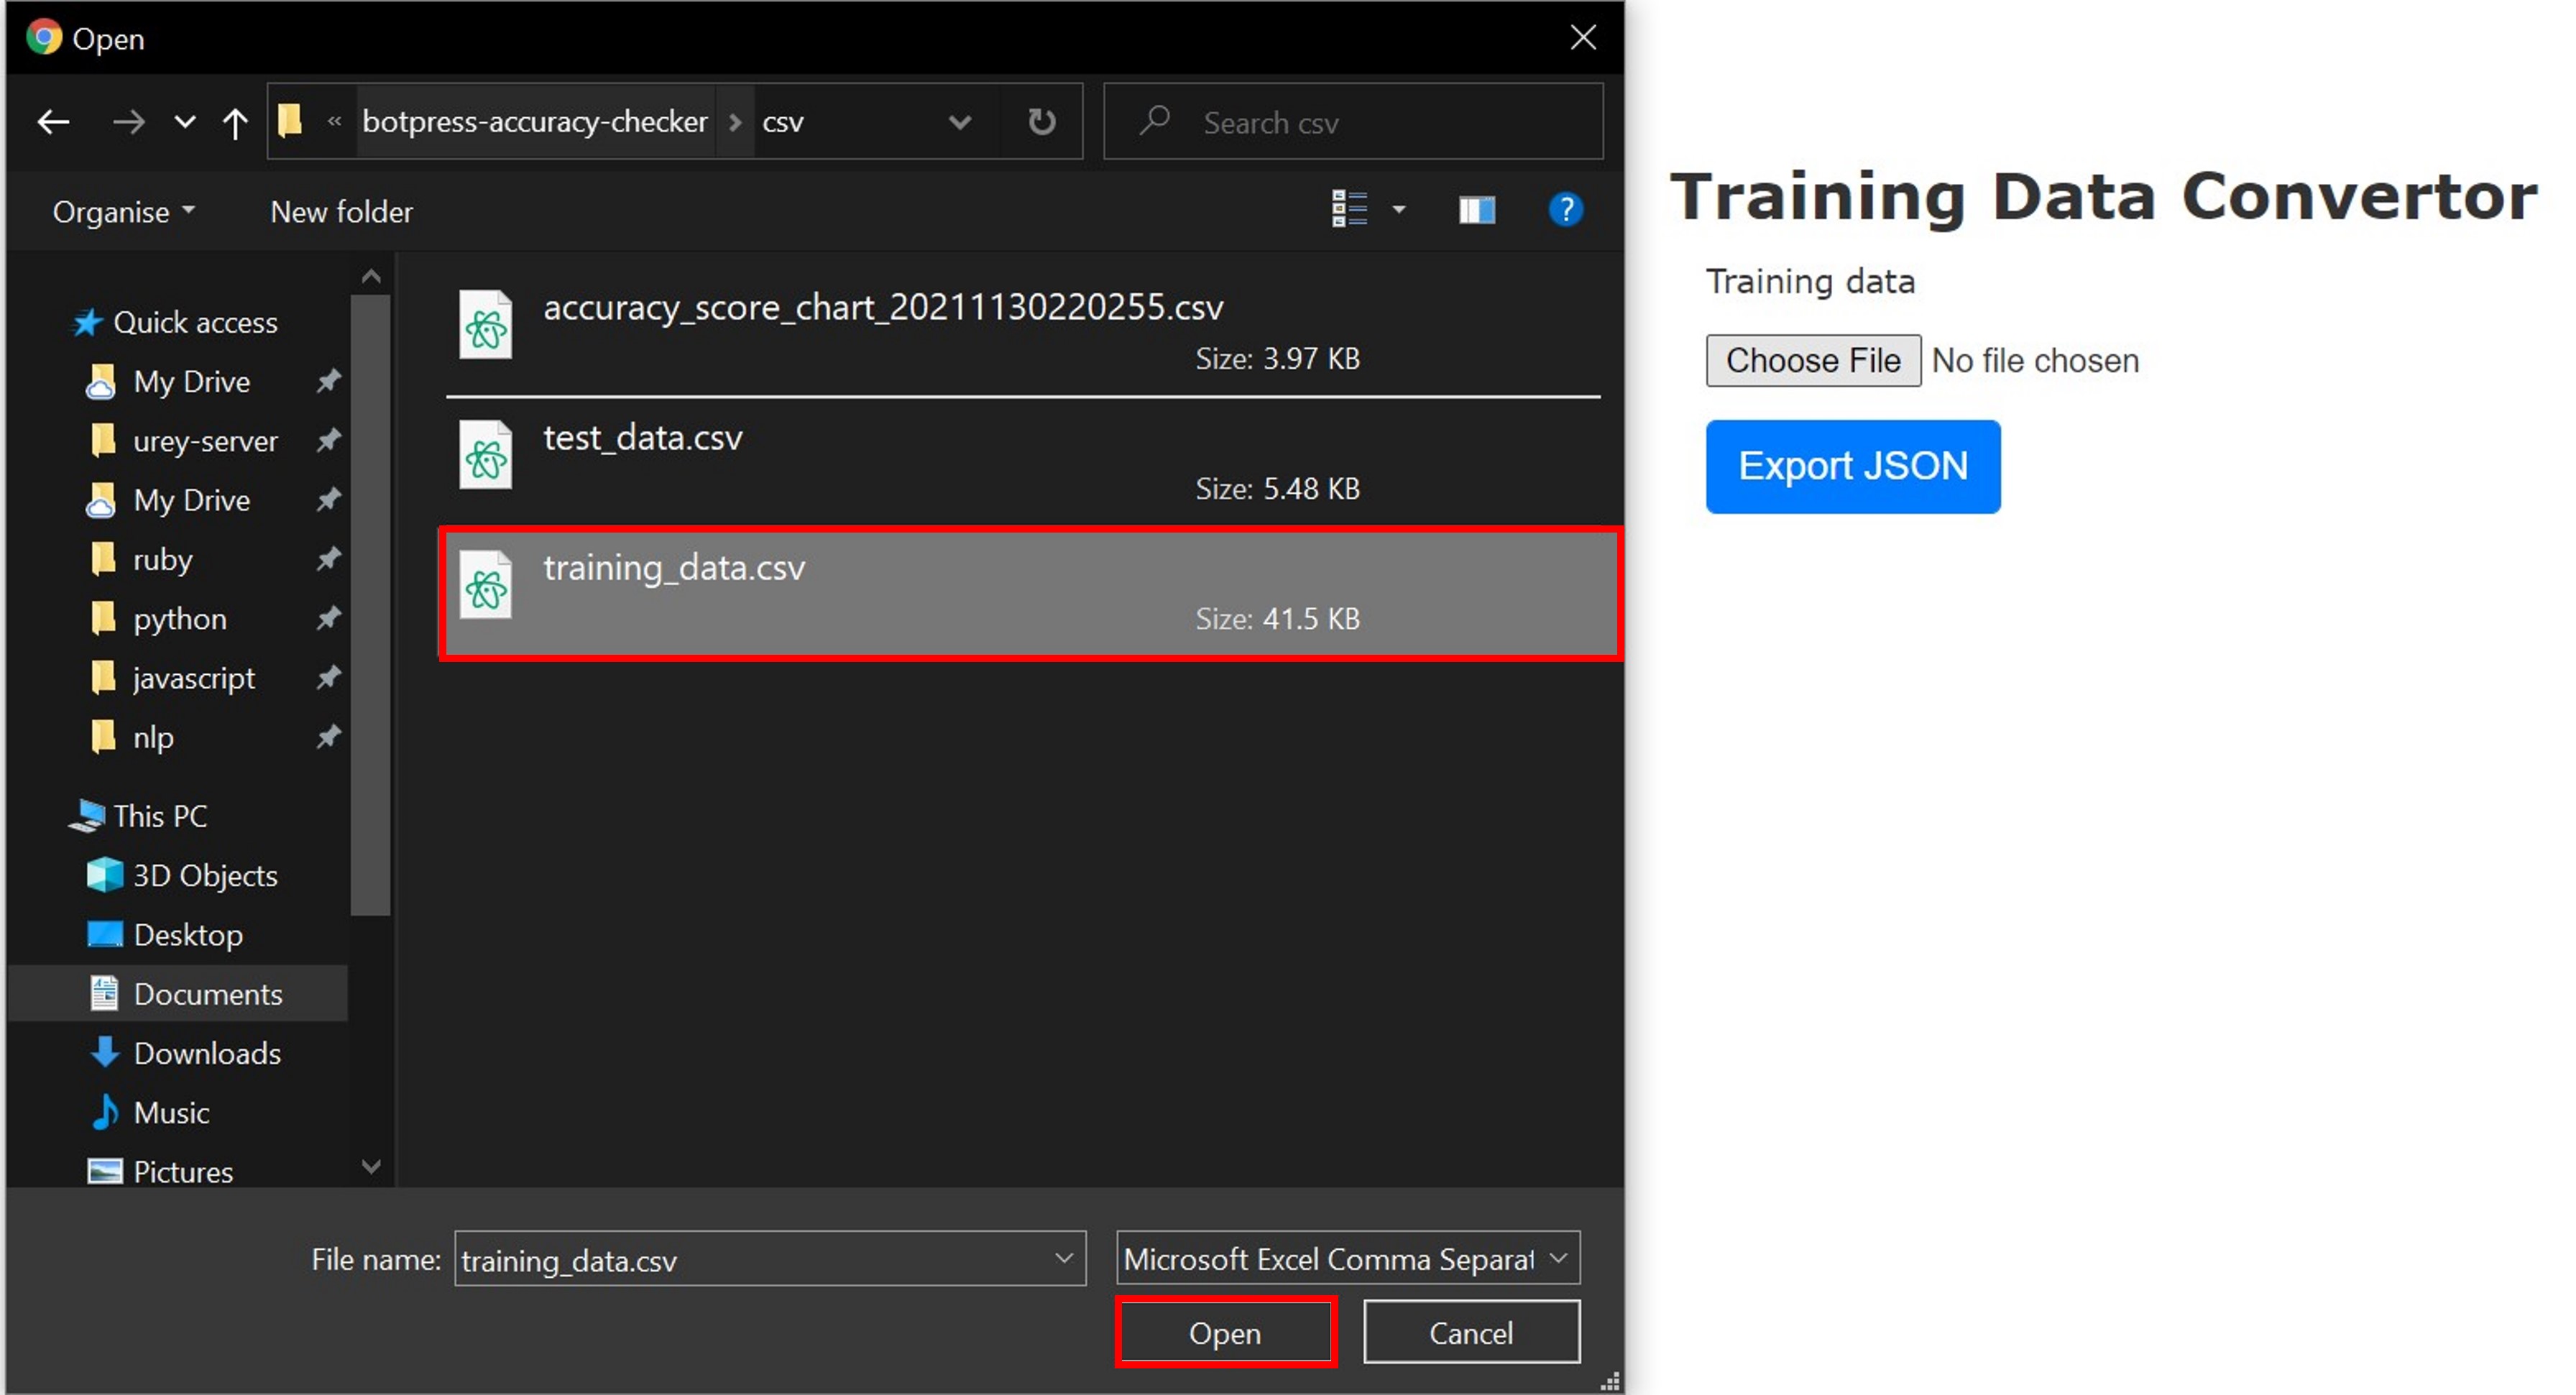 Open
« botpress-accuracy-checker › csv
Search csv
Organise
New folder
?
Quick access
My Drive
urey-server
My Drive
ruby
python
javascript
nlp
This PC
3D Objects
Desktop
Documents
Downloads
Music
Pictures
accuracy_score_chart_20211130220255.csv
Size: 3.97 KB
test_data.csv
Size: 5.48 KB
training_data.csv
Size: 41.5 KB
File name: training_data.csv
Microsoft Excel Comma Separat
Open
Cancel
Training Data Convertor
Training data
Choose File No file chosen
Export JSON